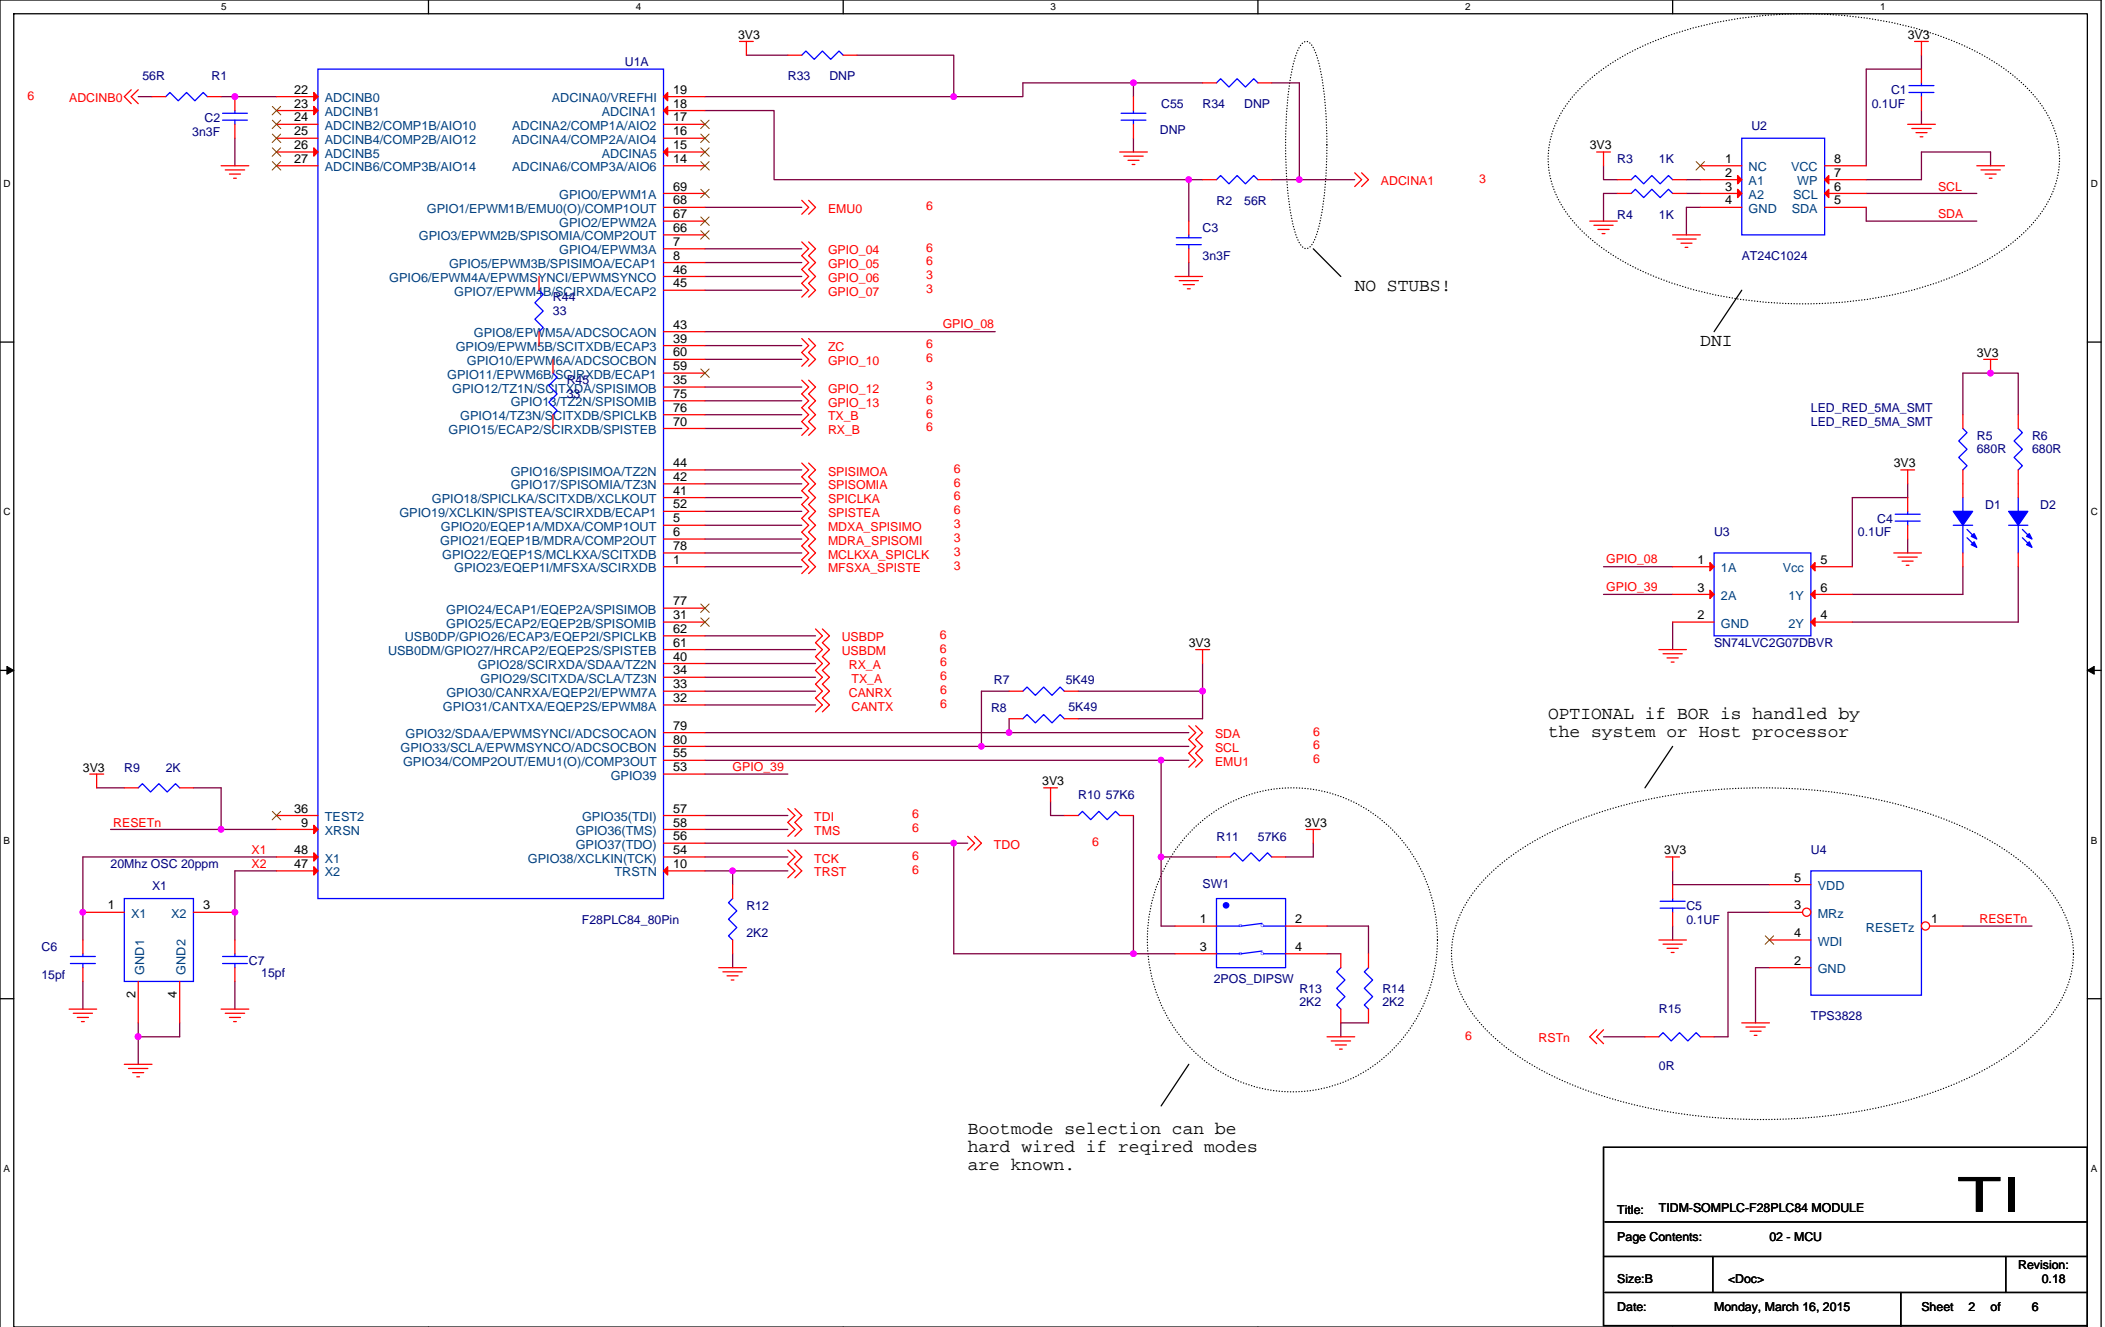 5 4 3 2 1
D D
C C
B B
A A
U1A
F28PLC84_80Pin
6 ADCINB0 56R R1
C2
3n3F
22 ADCINB0
23 ADCINB1
24 ADCINB2/COMP1B/AIO10
25 ADCINB4/COMP2B/AIO12
26 ADCINB5
27 ADCINB6/COMP3B/AIO14
ADCINA0/VREFHI 19
ADCINA1 18
ADCINA2/COMP1A/AIO2 17
ADCINA4/COMP2A/AIO4 16
ADCINA5 15
ADCINA6/COMP3A/AIO6 14
GPIO0/EPWM1A 69
GPIO1/EPWM1B/EMU0(O)/COMP1OUT 68 EMU0 6
GPIO2/EPWM2A 67
GPIO3/EPWM2B/SPISOMIA/COMP2OUT 66
GPIO4/EPWM3A 7 GPIO_04 6
GPIO5/EPWM3B/SPISIMOA/ECAP1 8 GPIO_05 6
GPIO6/EPWM4A/EPWMSYNCI/EPWMSYNCO 46 GPIO_06 3
GPIO7/EPWM4B/SCIRXDA/ECAP2 45 GPIO_07 3
R44
33
GPIO8/EPWM5A/ADCSOCAON 43 GPIO_08
GPIO9/EPWM5B/SCITXDB/ECAP3 39 ZC 6
GPIO10/EPWM6A/ADCSOCBON 60 GPIO_10 6
GPIO11/EPWM6B/SCIRXDB/ECAP1 59
GPIO12/TZ1N/SCITXDA/SPISIMOB 35 GPIO_12 3
GPIO13/TZ2N/SPISOMIB 75 GPIO_13 6
GPIO14/TZ3N/SCITXDB/SPICLKB 76 TX_B 6
GPIO15/ECAP2/SCIRXDB/SPISTEB 70 RX_B 6
R45
33
GPIO16/SPISIMOA/TZ2N 44 SPISIMOA 6
GPIO17/SPISOMIA/TZ3N 42 SPISOMIA 6
GPIO18/SPICLKA/SCITXDB/XCLKOUT 41 SPICLKA 6
GPIO19/XCLKIN/SPISTEA/SCIRXDB/ECAP1 52 SPISTEA 6
GPIO20/EQEP1A/MDXA/COMP1OUT 5 MDXA_SPISIMO 3
GPIO21/EQEP1B/MDRA/COMP2OUT 6 MDRA_SPISOMI 3
GPIO22/EQEP1S/MCLKXA/SCITXDB 78 MCLKXA_SPICLK 3
GPIO23/EQEP1I/MFSXA/SCIRXDB 1 MFSXA_SPISTE 3
GPIO24/ECAP1/EQEP2A/SPISIMOB 77
GPIO25/ECAP2/EQEP2B/SPISOMIB 31
USB0DP/GPIO26/ECAP3/EQEP2I/SPICLKB 62 USBDP 6
USB0DM/GPIO27/HRCAP2/EQEP2S/SPISTEB 61 USBDM 6
GPIO28/SCIRXDA/SDAA/TZ2N 40 RX_A 6
GPIO29/SCITXDA/SCLA/TZ3N 34 TX_A 6
GPIO30/CANRXA/EQEP2I/EPWM7A 33 CANRX 6
GPIO31/CANTXA/EQEP2S/EPWM8A 32 CANTX 6
GPIO32/SDAA/EPWMSYNCI/ADCSOCAON 79 SDA 6
GPIO33/SCLA/EPWMSYNCO/ADCSOCBON 80 SCL 6
GPIO34/COMP2OUT/EMU1(O)/COMP3OUT 55 EMU1 6
GPIO39 53 GPIO_39
GPIO35(TDI) 57 TDI 6
GPIO36(TMS) 58 TMS 6
GPIO37(TDO) 56 TDO 6
GPIO38/XCLKIN(TCK) 54 TCK 6
TRSTN 10 TRST 6
36 TEST2
9 XRSN
48 X1
47 X2
3V3 R9 2K
RESETn
X1
X2
20Mhz OSC 20ppm
X1
1 X1 X2 3
GND1 GND2
2 4
C6
15pf
C7
15pf
R12
2K2
3V3
R33 DNP
C55
DNP
R34 DNP
R2 56R
C3
3n3F
ADCINA1 3
NO STUBS!
3V3
R7 5K49
R8 5K49
3V3
R10 57K6
R11 57K6
3V3
SW1
1 2
3 4
2POS_DIPSW
R13
2K2
R14
2K2
Bootmode selection can be
hard wired if reqired modes
are known.
3V3
C1
0.1UF
U2
3V3
R3 1K
R4 1K
1 NC VCC 8
2 A1 WP 7
3 A2 SCL 6 SCL
4 GND SDA 5 SDA
AT24C1024
DNI
3V3
LED_RED_5MA_SMT
LED_RED_5MA_SMT
R5
680R
R6
680R
D1 D2
3V3
C4
0.1UF
U3
GPIO_08 1 1A Vcc 5
GPIO_39 3 2A 1Y 6
2 GND 2Y 4
SN74LVC2G07DBVR
OPTIONAL if BOR is handled by
the system or Host processor
3V3
C5
0.1UF
U4
5 VDD
3 MRz
4 WDI
2 GND
RESETz 1 RESETn
TPS3828
R15
0R
6 RSTn
TI
Title: TIDM-SOMPLC-F28PLC84 MODULE
Page Contents: 02 - MCU
Size:B <Doc> Revision:
0.18
Date: Monday, March 16, 2015 Sheet 2 of 6